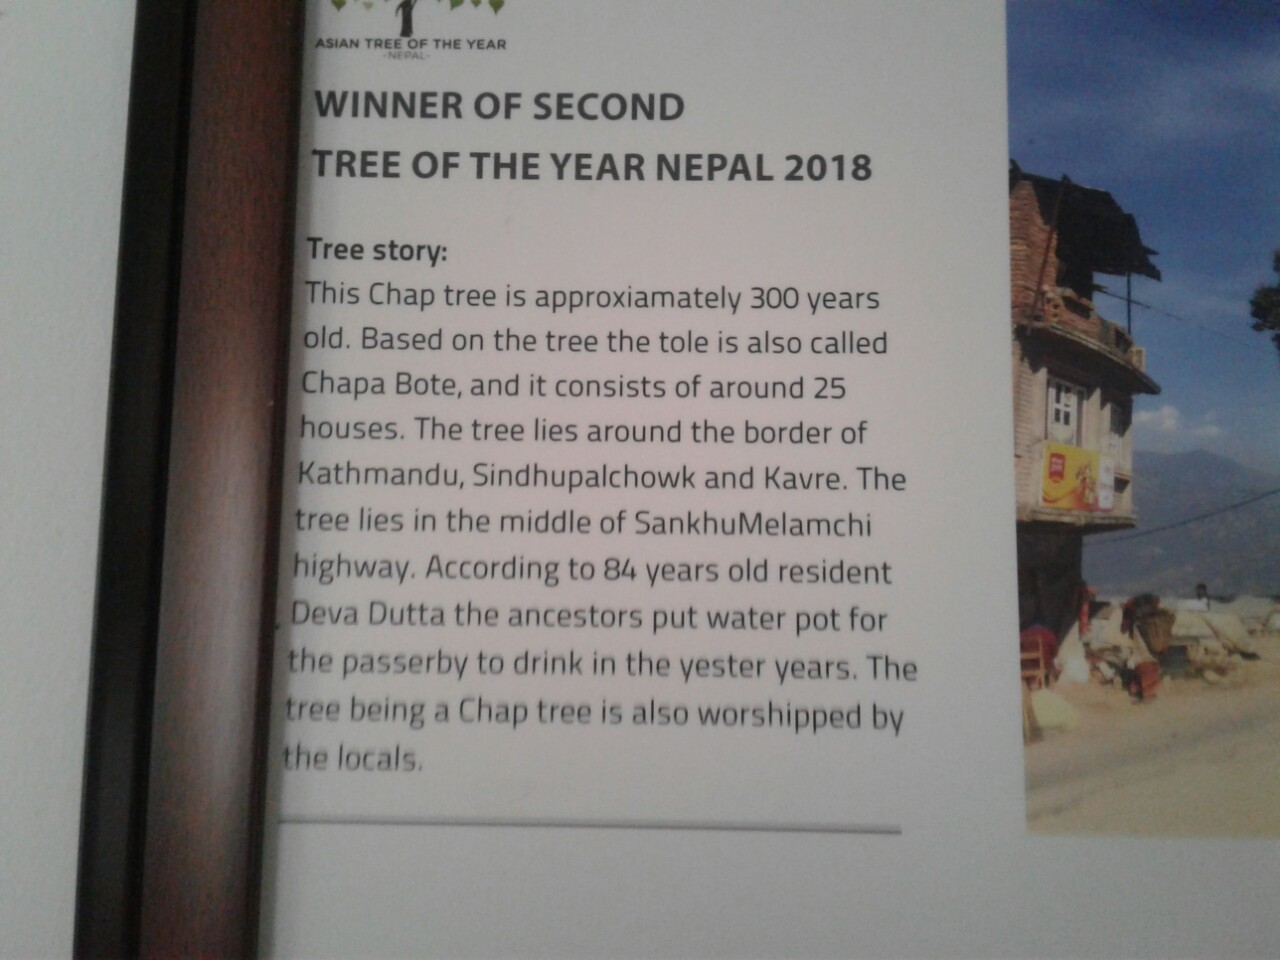 ASIAN TREE OF THE YEAR
-NEPAL-
WINNER OF SECOND
TREE OF THE YEAR NEPAL 2018
Tree story:
This Chap tree is approxiamately 300 years
old. Based on the tree the tole is also called
Chapa Bote, and it consists of around 25
houses. The tree lies around the border of
Kathmandu, Sindhupalchowk and Kavre. The
tree lies in the middle of SankhuMelamchi
highway. According to 84 years old resident
Deva Dutta the ancestors put water pot for
the passerby to drink in the yester years. The
tree being a Chap tree is also worshipped by
the locals.